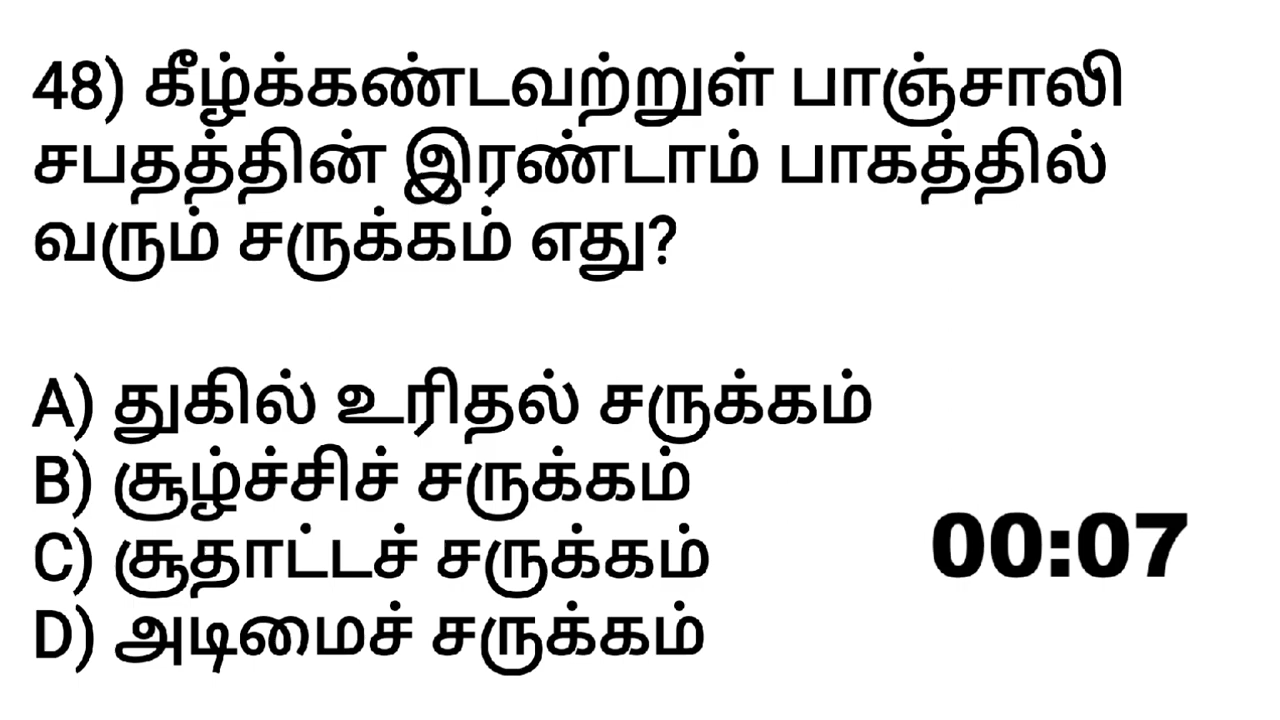 48) கீழ்க்கண்டவற்றுள் பாஞ்சாலி
சபதத்தின் இரண்டாம் பாகத்தில்
வரும் சருக்கம் எது?
A) துகில் உரிதல் சருக்கம்
B) சூழ்ச்சிச் சருக்கம்
C) சூதாட்டச் சருக்கம்
00:07
D) அடிமைச் சருக்கம்